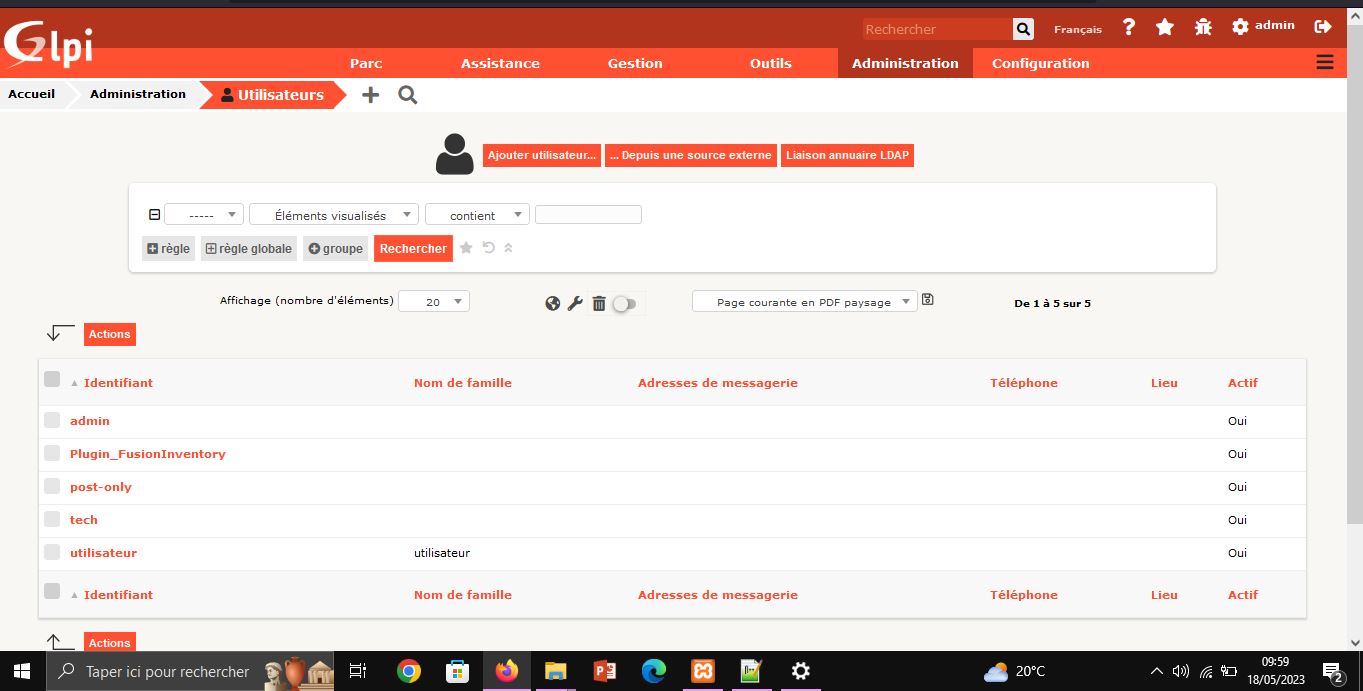 Glpi
Rechercher Français ? admin
Parc Assistance Gestion Outils Administration Configuration
Accueil Administration Utilisateurs
Ajouter utilisateur... ... Depuis une source externe Liaison annuaire LDAP
----- Éléments visualisés contient
règle règle globale groupe Rechercher
Affichage (nombre d'éléments) 20 Page courante en PDF paysage De 1 à 5 sur 5
Actions
Identifiant Nom de famille Adresses de messagerie Téléphone Lieu Actif
admin Oui
Plugin_FusionInventory Oui
post-only Oui
tech Oui
utilisateur utilisateur Oui
Identifiant Nom de famille Adresses de messagerie Téléphone Lieu Actif
Actions
Taper ici pour rechercher 20°C 09:59
18/05/2023 2